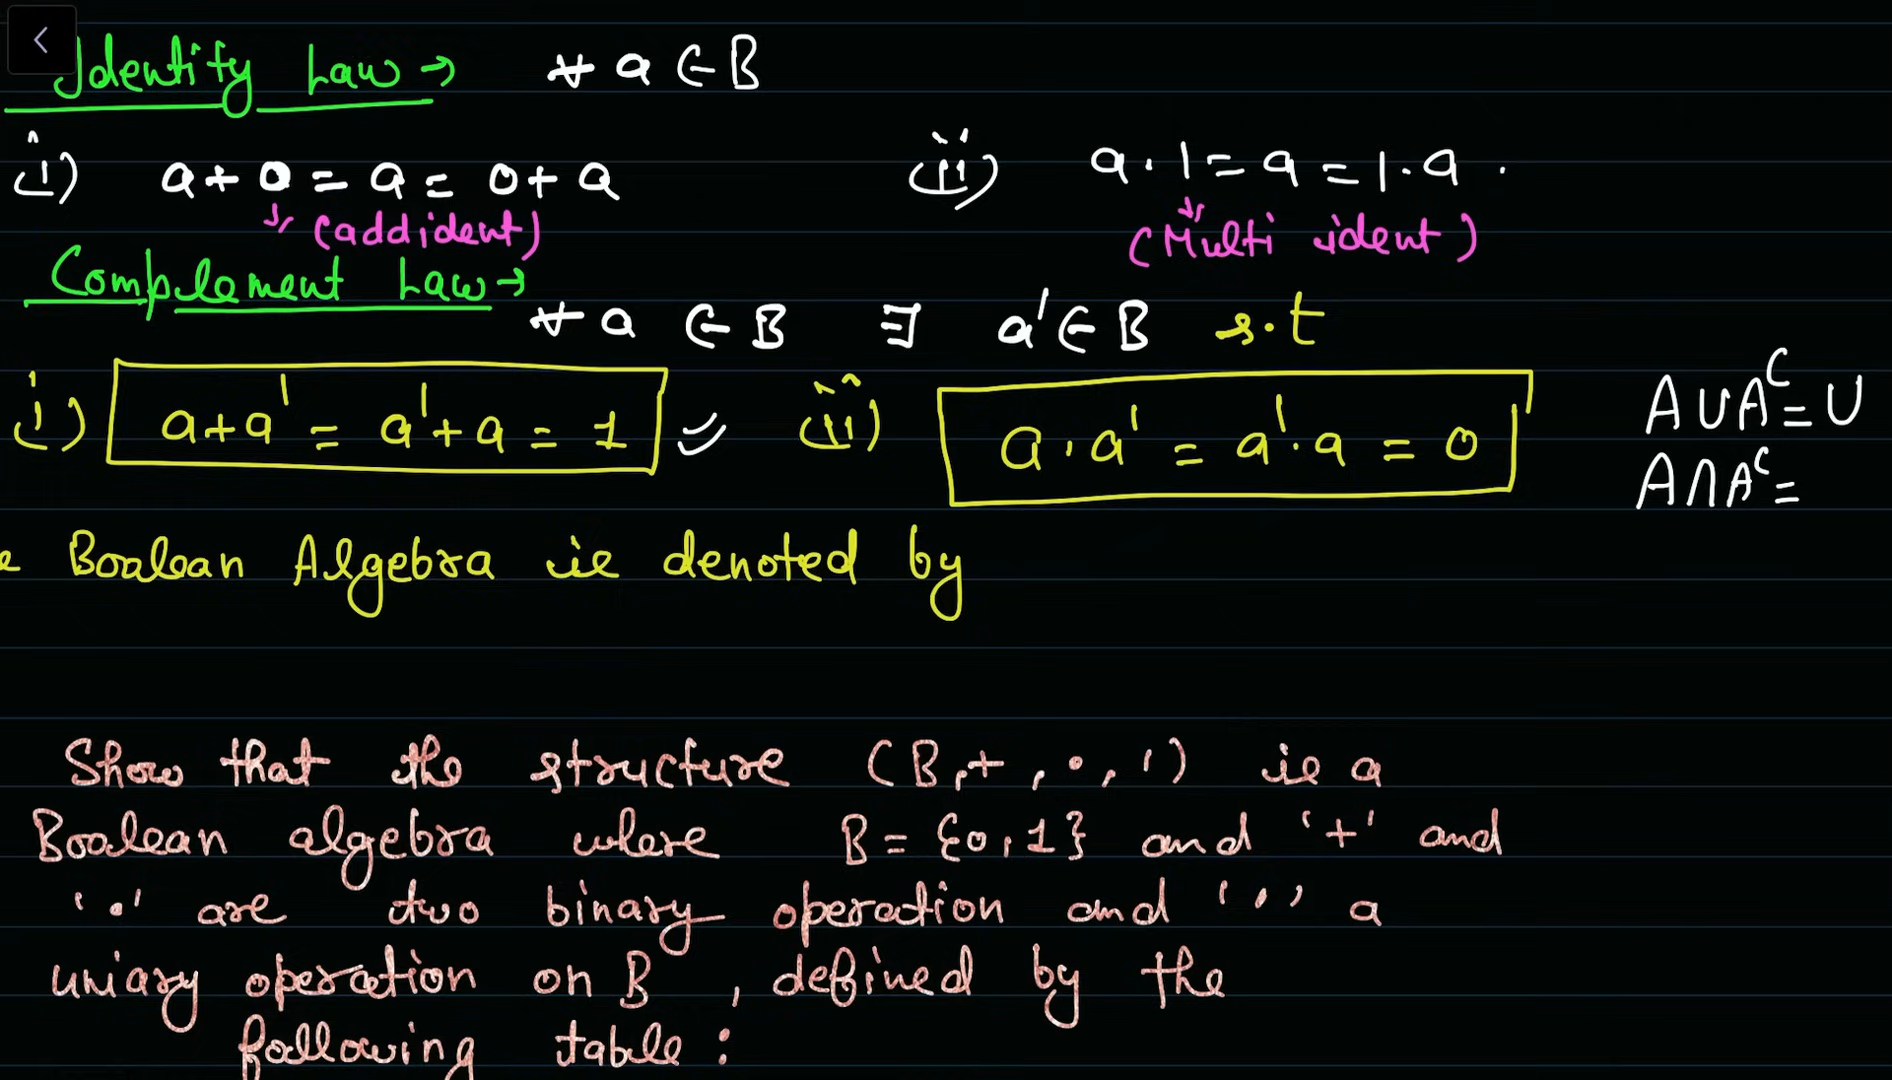 Identity Law → ∀ a ∈ B
i) a + 0 = a = 0 + a ii) a . 1 = a = 1 . a .
(add ident) (Multi ident)
Complement Law →
∀ a ∈ B ∃ a' ∈ B s.t
i) a + a' = a' + a = 1 ii) a . a' = a' . a = 0
A ∪ A^c = U
A ∩ A^c =
e Boolean Algebra is denoted by
Show that the structure (B, +, •, ') is a
Boolean algebra where B = {0, 1} and '+' and
'•' are two binary operation and ''' a
uniary operation on B , defined by the
following table :